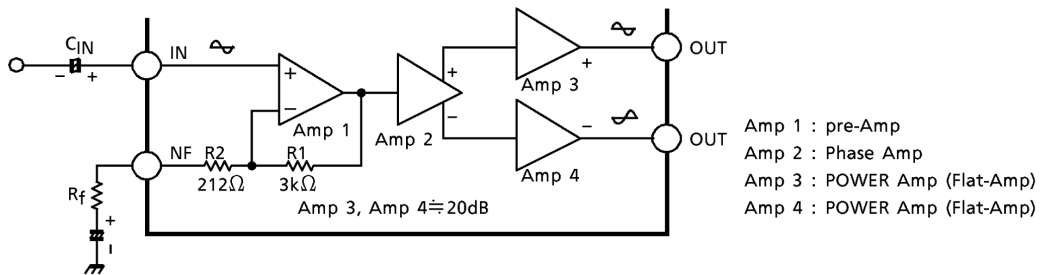 CIN
IN
OUT
Amp 3
Amp 1
Amp 2
OUT
Amp 1 : pre-Amp
NF
R2
R1
Amp 2 : Phase Amp
Rf
212Ω
3kΩ
Amp 4
Amp 3 : POWER Amp (Flat-Amp)
Amp 3, Amp 4≒20dB
Amp 4 : POWER Amp (Flat-Amp)